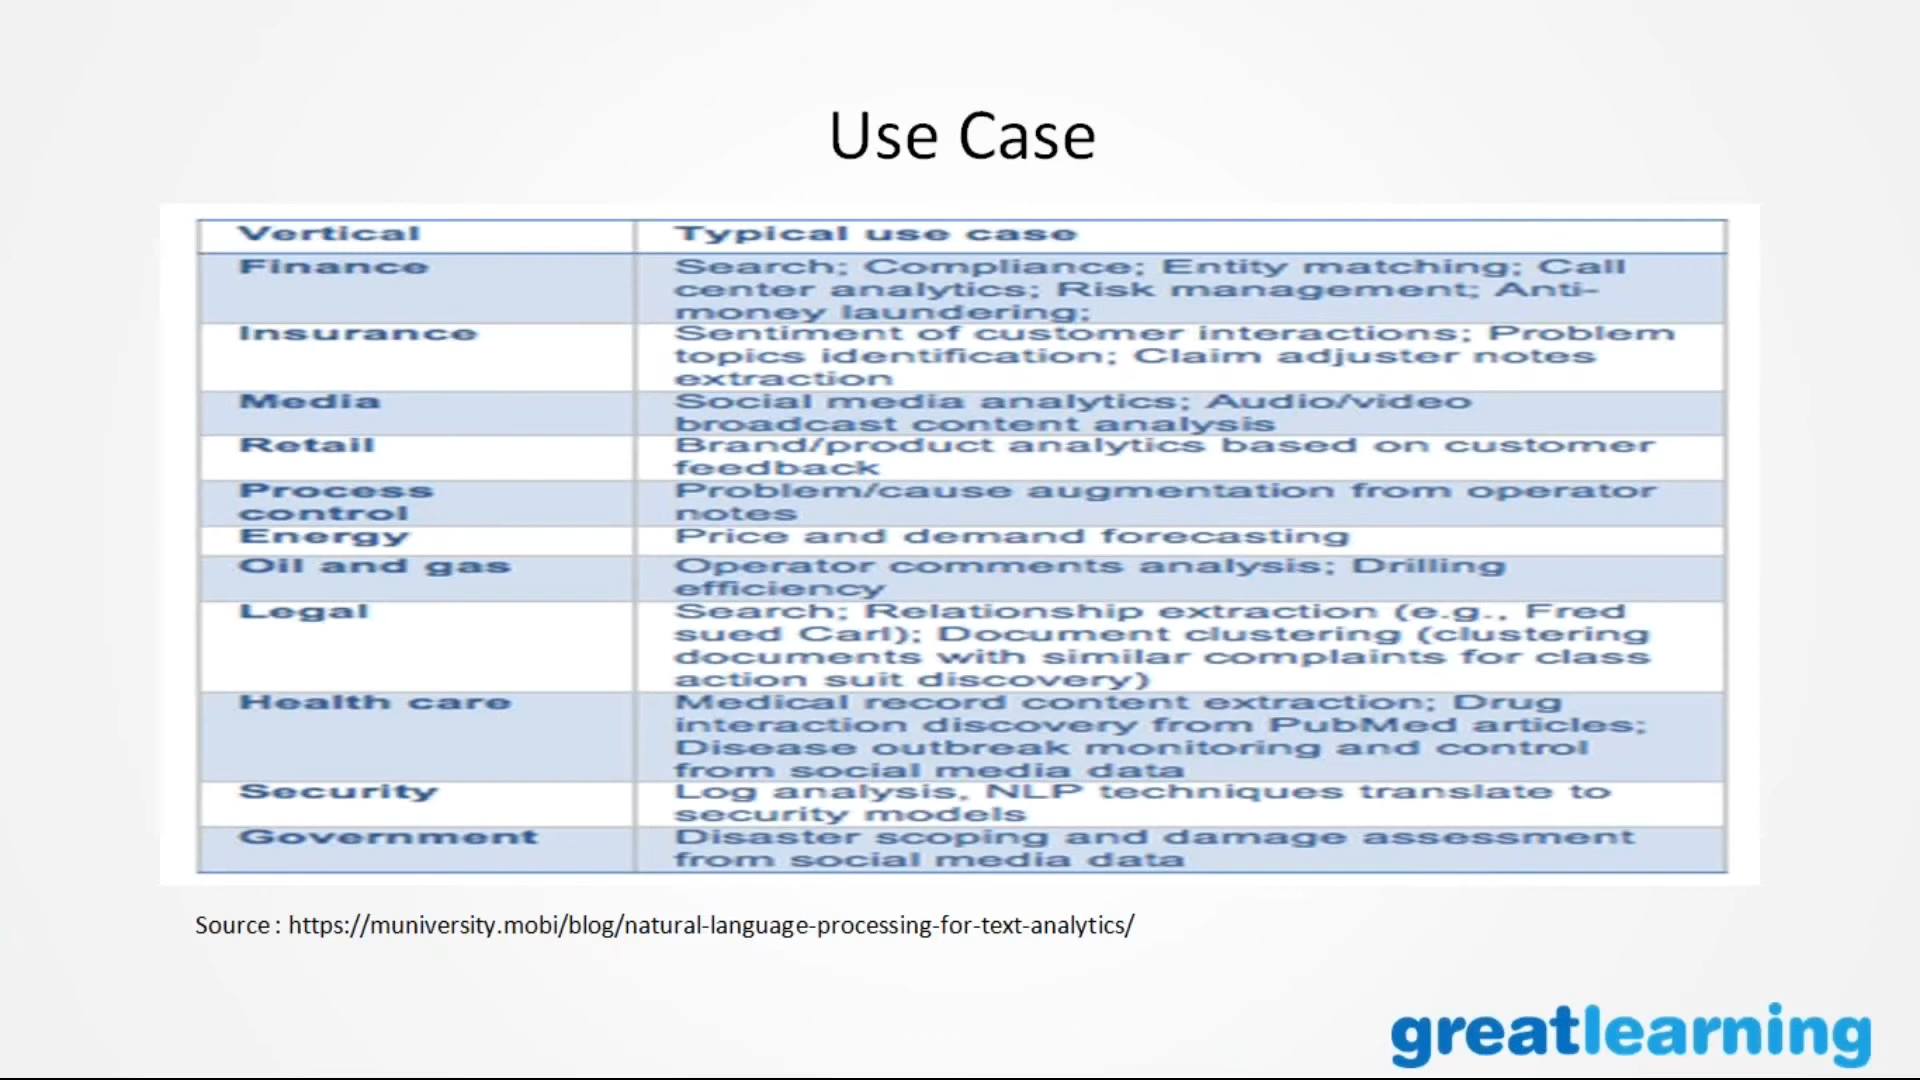 Use Case
Vertical Typical use case
Finance Search; Compliance; Entity matching; Call
center analytics; Risk management; Anti-
money laundering;
Insurance Sentiment of customer interactions; Problem
topics identification; Claim adjuster notes
extraction
Media Social media analytics; Audio/video
broadcast content analysis
Retail Brand/product analytics based on customer
feedback
Process Problem/cause augmentation from operator
control notes
Energy Price and demand forecasting
Oil and gas Operator comments analysis; Drilling
efficiency
Legal Search; Relationship extraction (e.g., Fred
sued Carl); Document clustering (clustering
documents with similar complaints for class
action suit discovery)
Health care Medical record content extraction; Drug
interaction discovery from PubMed articles;
Disease outbreak monitoring and control
from social media data
Security Log analysis, NLP techniques translate to
security models
Government Disaster scoping and damage assessment
from social media data
Source : https://muniversity.mobi/blog/natural-language-processing-for-text-analytics/
greatlearning